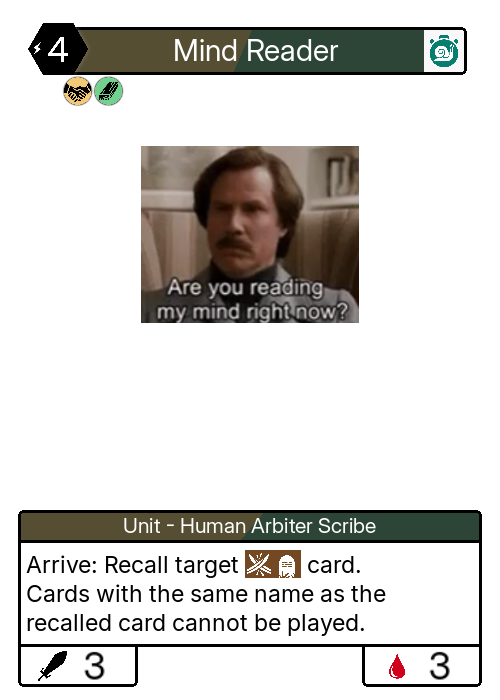 4 Mind Reader
Are you reading
my mind right now?
Unit - Human Arbiter Scribe
Arrive: Recall target card.
Cards with the same name as the
recalled card cannot be played.
3 3